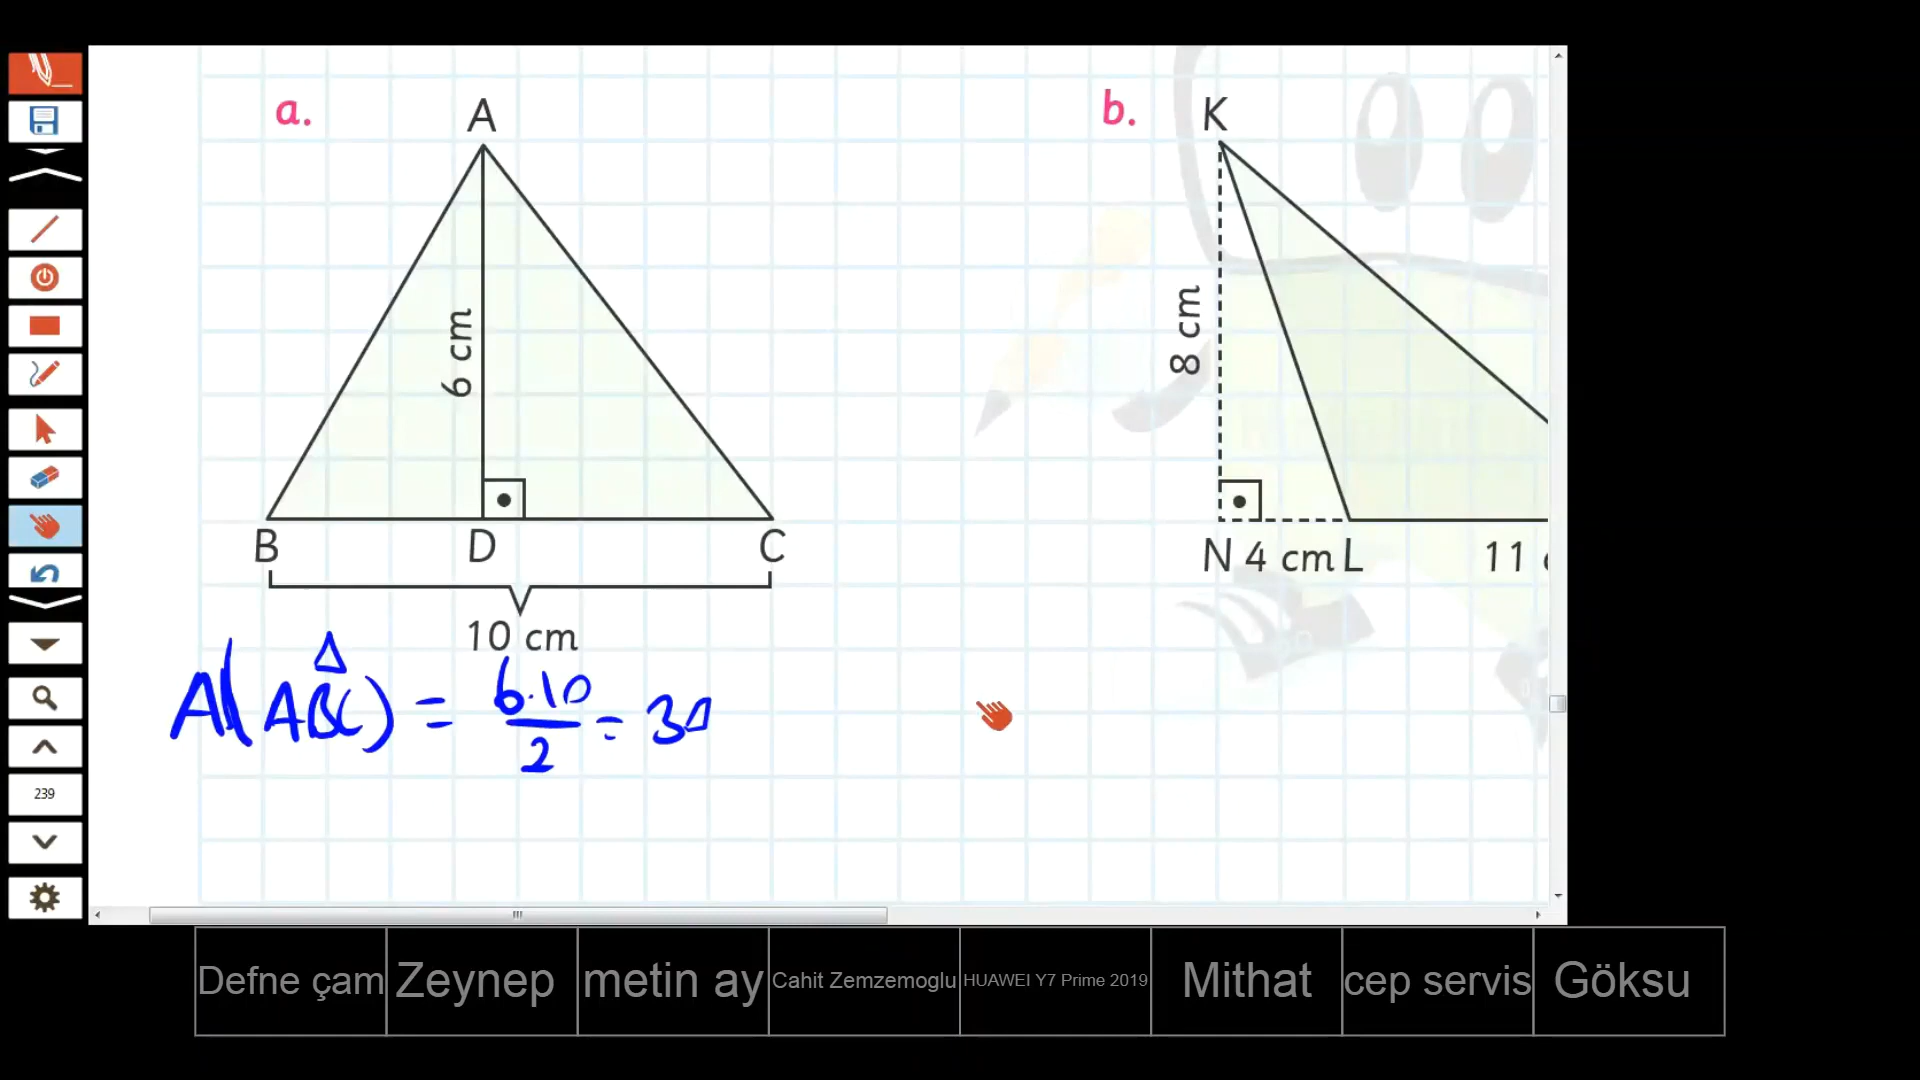 a.
A
6 cm
B D C
10 cm
A(ABC) = 6.10/2 = 30
b.
K
8 cm
N 4 cm L 11
239
Defne çam
Zeynep
metin ay
Cahit Zemzemoglu
HUAWEI Y7 Prime 2019
Mithat
cep servis
Göksu